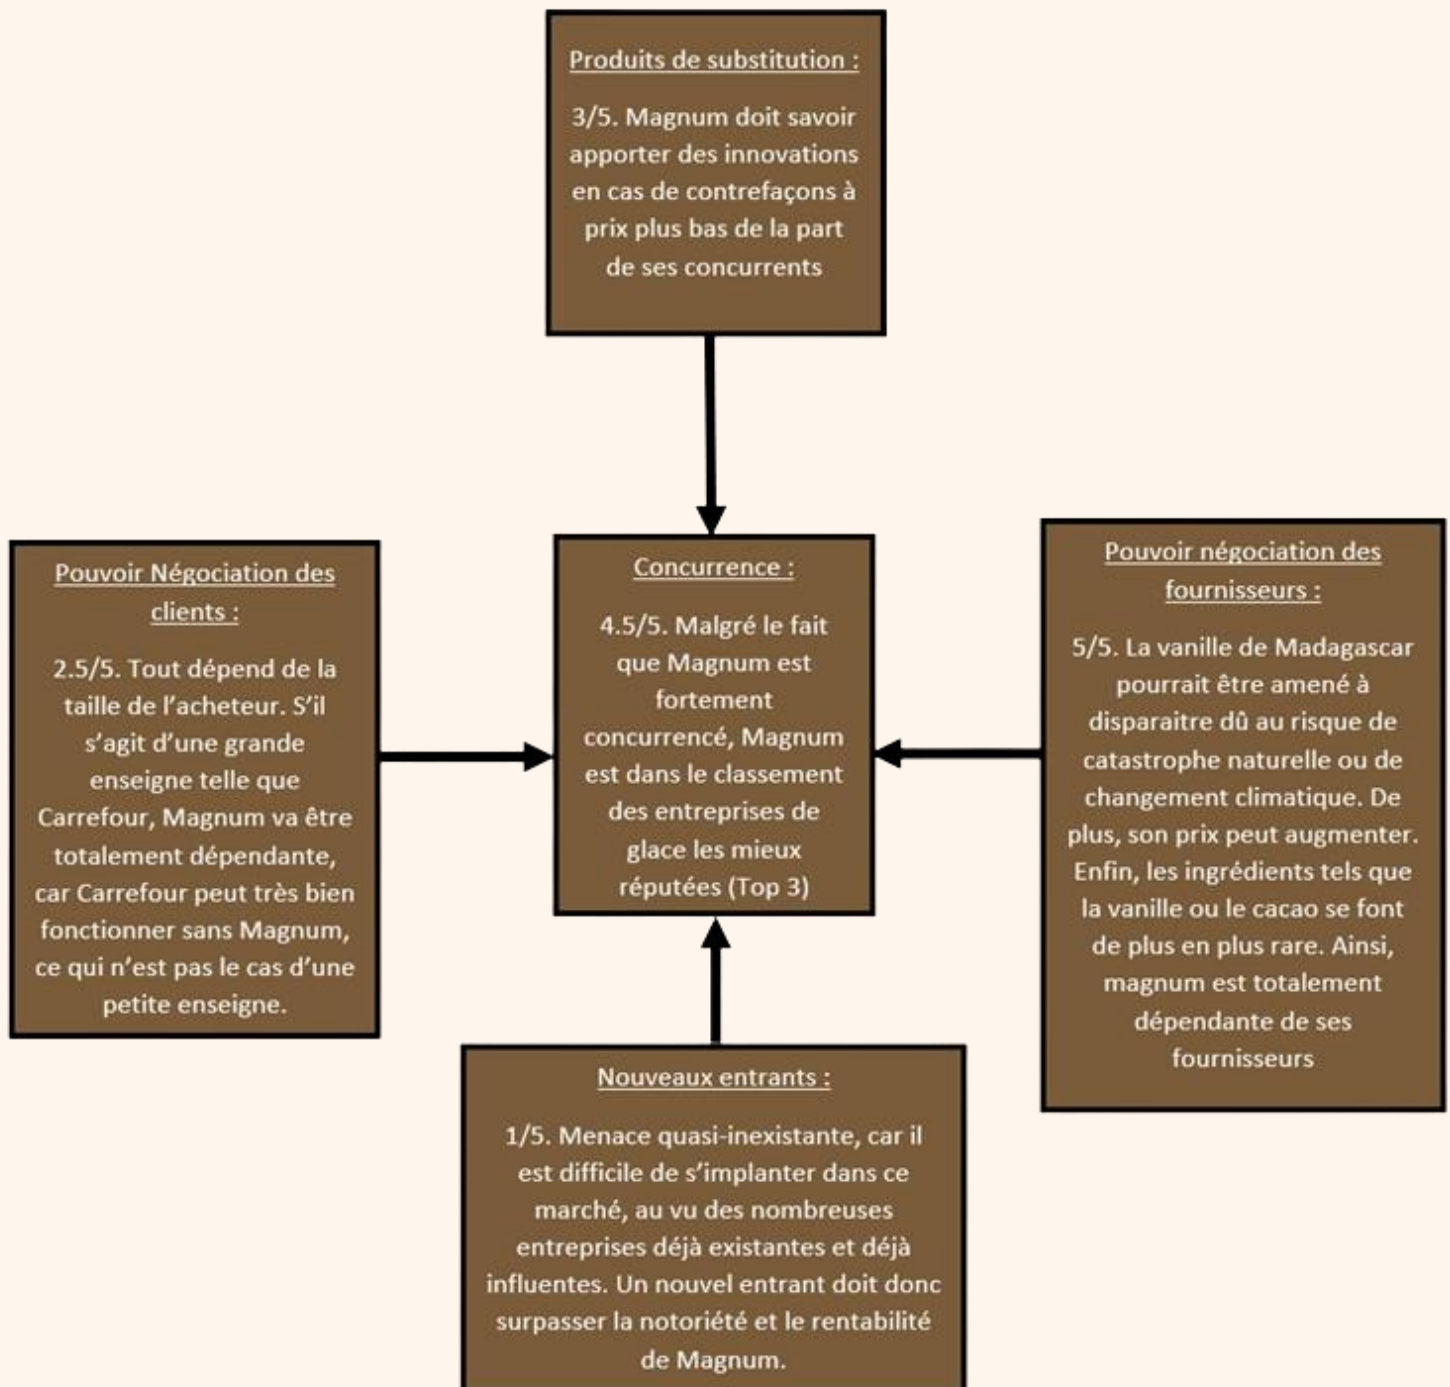 Produits de substitution :
3/5. Magnum doit savoir
apporter des innovations
en cas de contrefaçons à
prix plus bas de la part
de ses concurrents
Pouvoir Négociation des
clients :
2.5/5. Tout dépend de la
taille de l’acheteur. S’il
s’agit d’une grande
enseigne telle que
Carrefour, Magnum va être
totalement dépendante,
car Carrefour peut très bien
fonctionner sans Magnum,
ce qui n’est pas le cas d’une
petite enseigne.
Concurrence :
4.5/5. Malgré le fait
que Magnum est
fortement
concurrencé, Magnum
est dans le classement
des entreprises de
glace les mieux
réputées (Top 3)
Pouvoir négociation des
fournisseurs :
5/5. La vanille de Madagascar
pourrait être amené à
disparaitre dû au risque de
catastrophe naturelle ou de
changement climatique. De
plus, son prix peut augmenter.
Enfin, les ingrédients tels que
la vanille ou le cacao se font
de plus en plus rare. Ainsi,
magnum est totalement
dépendante de ses
fournisseurs
Nouveaux entrants :
1/5. Menace quasi-inexistante, car il
est difficile de s’implanter dans ce
marché, au vu des nombreuses
entreprises déjà existantes et déjà
influentes. Un nouvel entrant doit donc
surpasser la notoriété et le rentabilité
de Magnum.